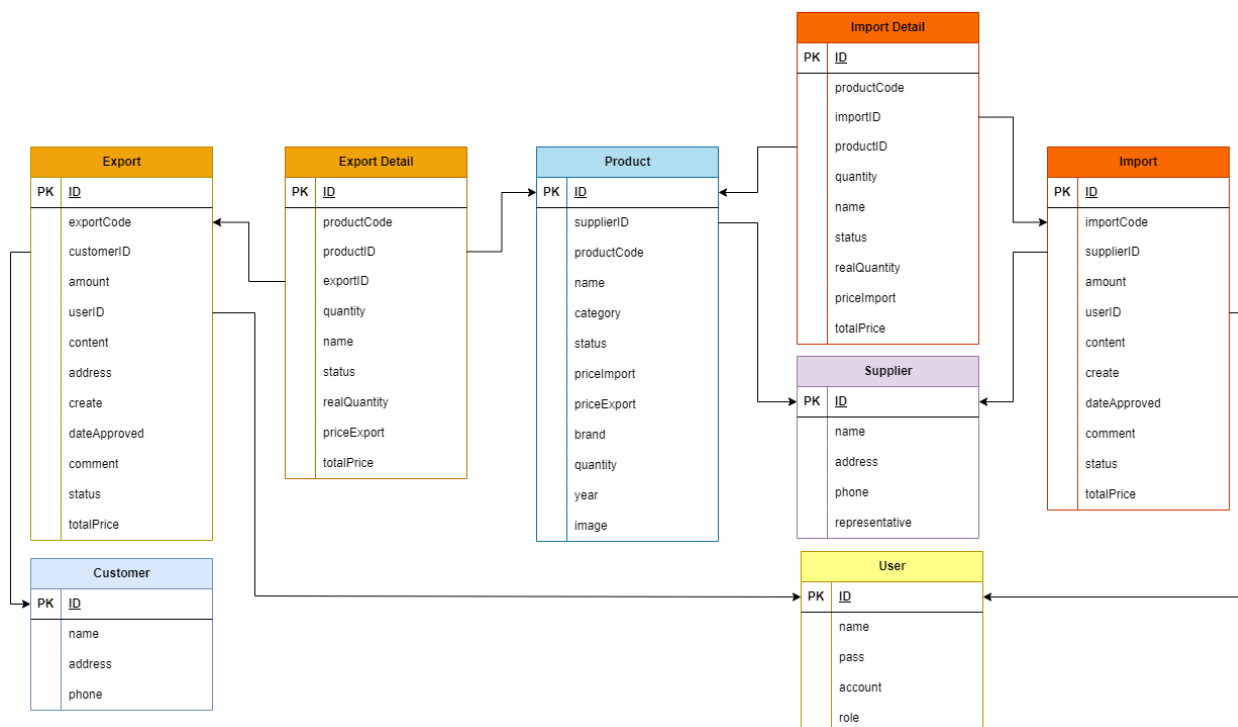 Export
PK ID
exportCode
customerID
amount
userID
content
address
create
dateApproved
comment
status
totalPrice
Customer
PK ID
name
address
phone
Export Detail
PK ID
productCode
productID
exportID
quantity
name
status
realQuantity
priceExport
totalPrice
Product
PK ID
supplierID
productCode
name
category
status
priceImport
priceExport
brand
quantity
year
image
Import Detail
PK ID
productCode
importID
productID
quantity
name
status
realQuantity
priceImport
totalPrice
Supplier
PK ID
name
address
phone
representative
User
PK ID
name
pass
account
role
Import
PK ID
importCode
supplierID
amount
userID
content
create
dateApproved
comment
status
totalPrice